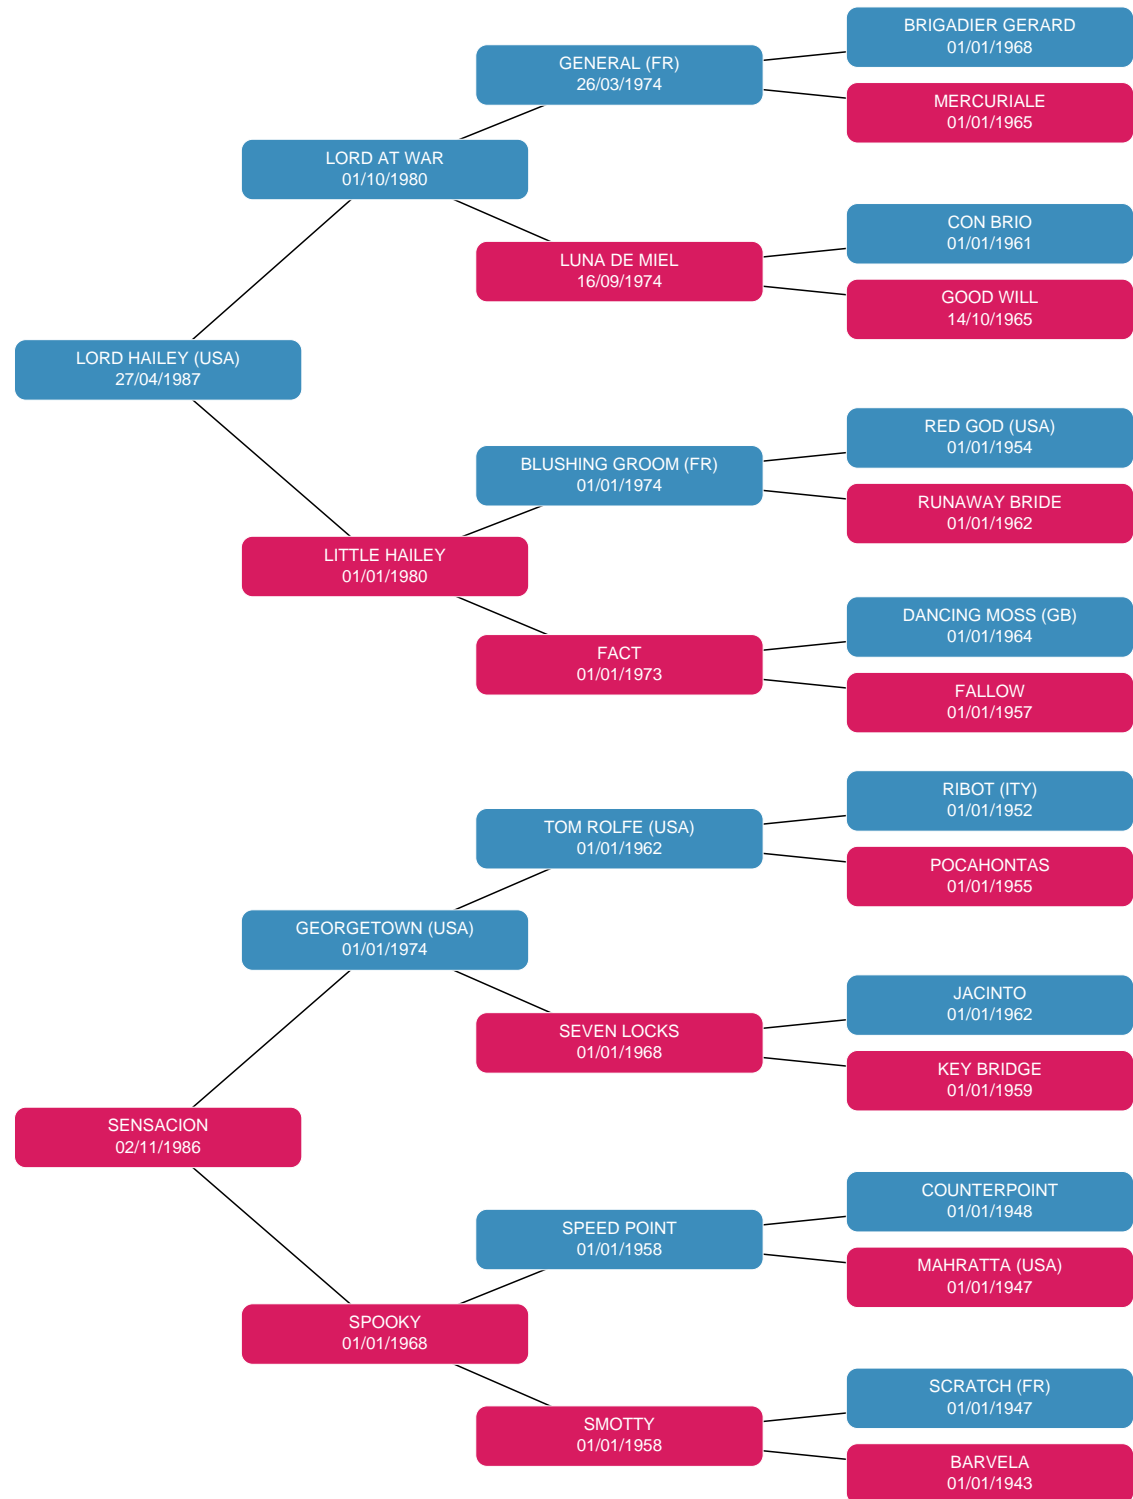 BRIGADIER GERARD
01/01/1968
GENERAL (FR)
26/03/1974
MERCURIALE
01/01/1965
LORD AT WAR
01/10/1980
CON BRIO
01/01/1961
LUNA DE MIEL
16/09/1974
GOOD WILL
14/10/1965
LORD HAILEY (USA)
27/04/1987
RED GOD (USA)
01/01/1954
BLUSHING GROOM (FR)
01/01/1974
RUNAWAY BRIDE
01/01/1962
LITTLE HAILEY
01/01/1980
DANCING MOSS (GB)
01/01/1964
FACT
01/01/1973
FALLOW
01/01/1957
RIBOT (ITY)
01/01/1952
TOM ROLFE (USA)
01/01/1962
POCAHONTAS
01/01/1955
GEORGETOWN (USA)
01/01/1974
JACINTO
01/01/1962
SEVEN LOCKS
01/01/1968
KEY BRIDGE
01/01/1959
SENSACION
02/11/1986
COUNTERPOINT
01/01/1948
SPEED POINT
01/01/1958
MAHRATTA (USA)
01/01/1947
SPOOKY
01/01/1968
SCRATCH (FR)
01/01/1947
SMOTTY
01/01/1958
BARVELA
01/01/1943